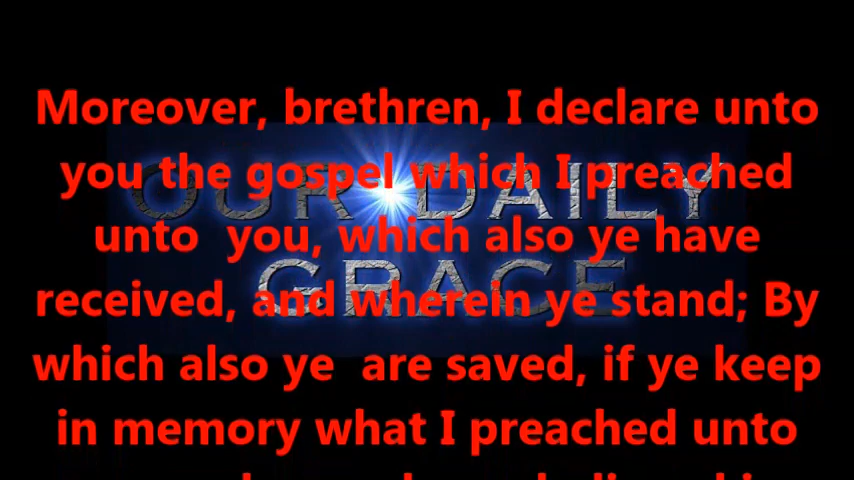 Moreover, brethren, I declare unto
you the gospel which I preached
unto you, which also ye have
received, and wherein ye stand; By
which also ye are saved, if ye keep
in memory what I preached unto
OUR DAILY
GRACE